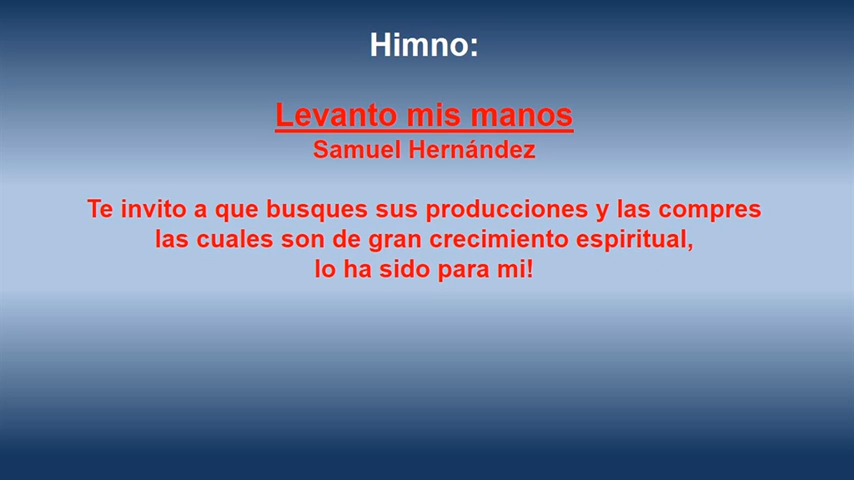 Himno:
Levanto mis manos
Samuel Hernández
Te invito a que busques sus producciones y las compres
las cuales son de gran crecimiento espiritual,
lo ha sido para mi!